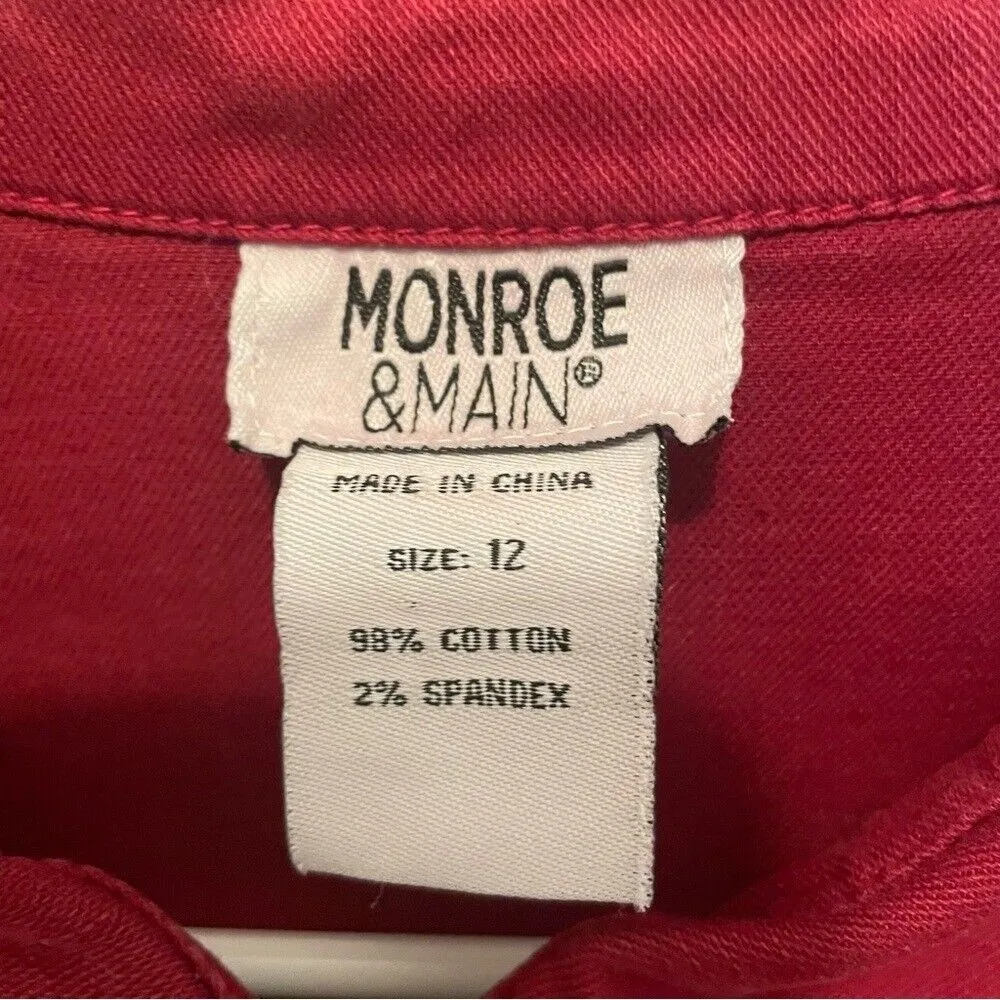 MONROE
&MAIN®
MADE IN CHINA
SIZE: 12
98% COTTON
2% SPANDEX